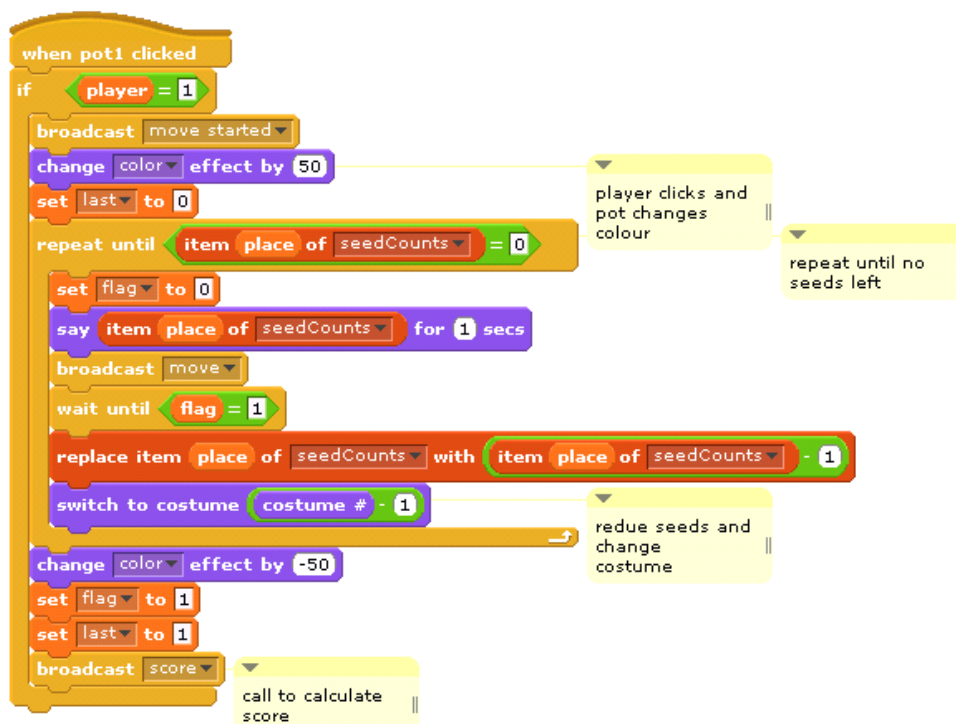 when pot1 clicked
if player = 1
broadcast move started
change color effect by 50
player clicks and
pot changes
colour
set last to 0
repeat until item place of seedCounts = 0
repeat until no
seeds left
set flag to 0
say item place of seedCounts for 1 secs
broadcast move
wait until flag = 1
replace item place of seedCounts with item place of seedCounts - 1
switch to costume costume # - 1
redue seeds and
change
costume
change color effect by -50
set flag to 1
set last to 1
broadcast score
call to calculate
score